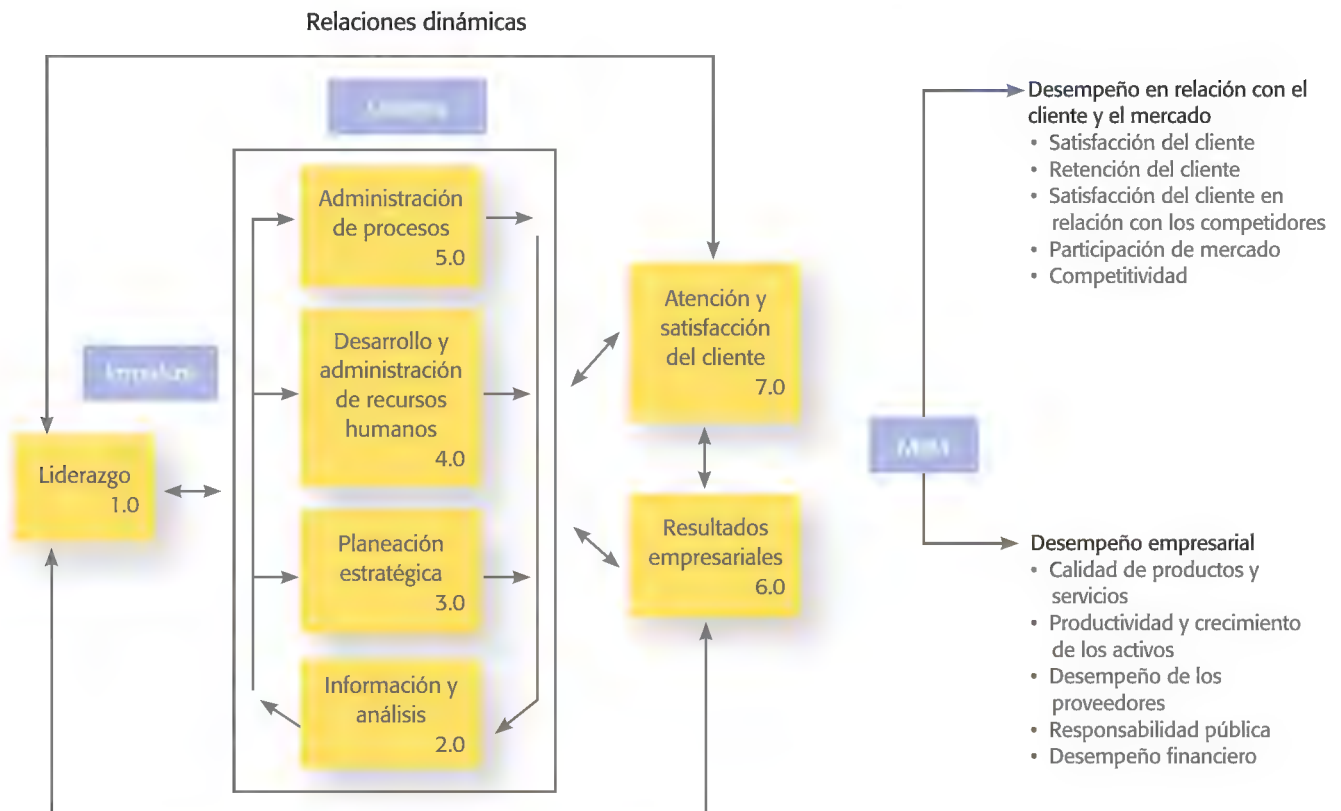 Relaciones dinámicas
Administración
de procesos
5.0
Desarrollo y
administración
de recursos
humanos
4.0
Liderazgo
1.0
Planeación
estratégica
3.0
Información y
análisis
2.0
Atención y
satisfacción
del cliente
7.0
Resultados
empresariales
6.0
Desempeño en relación con el
cliente y el mercado
• Satisfacción del cliente
• Retención del cliente
• Satisfacción del cliente en
relación con los competidores
• Participación de mercado
• Competitividad
Desempeño empresarial
• Calidad de productos y
servicios
• Productividad y crecimiento
de los activos
• Desempeño de los
proveedores
• Responsabilidad pública
• Desempeño financiero